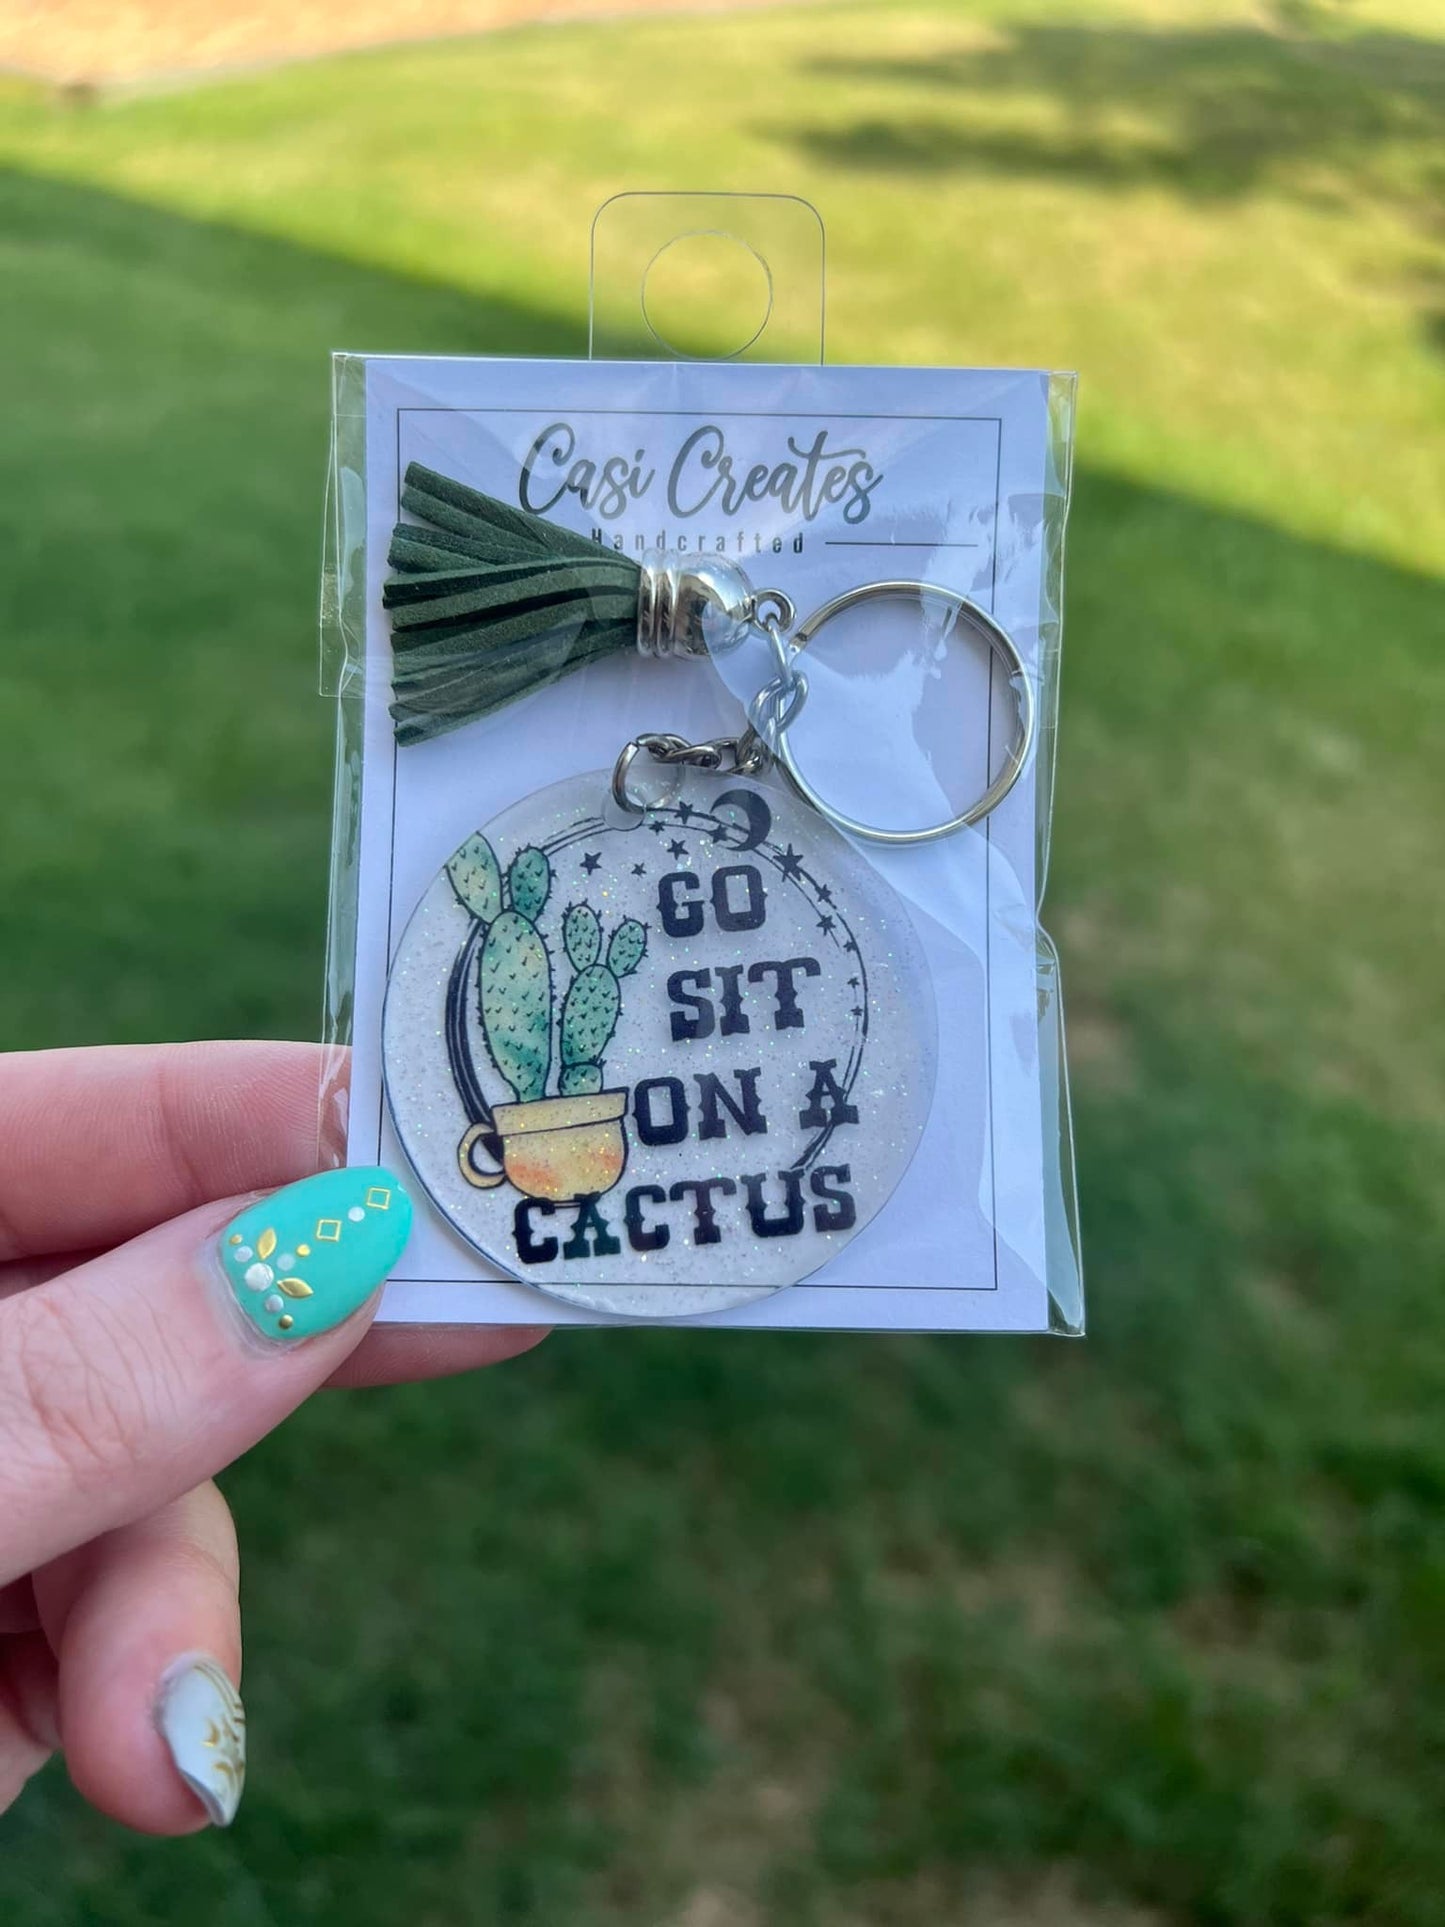 Casi Creates
Handcrafted
GO
SIT
ON A
CACTUS